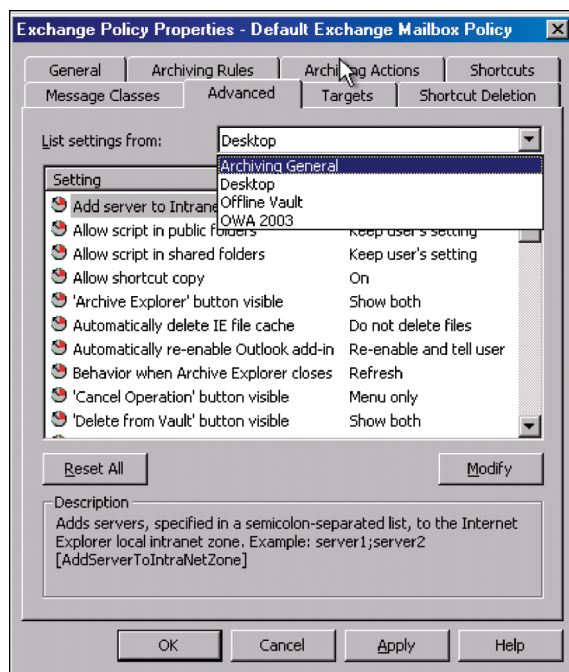 Exchange Policy Properties - Default Exchange Mailbox Policy
General Archiving Rules Archiving Actions Shortcuts
Message Classes Advanced Targets Shortcut Deletion
List settings from: Desktop
Archiving General
Desktop
Offline Vault
OWA 2003
Setting
Add server to Intrane
Allow script in public folders Keep user's setting
Allow script in shared folders Keep user's setting
Allow shortcut copy On
'Archive Explorer' button visible Show both
Automatically delete IE file cache Do not delete files
Automatically re-enable Outlook add-in Re-enable and tell user
Behavior when Archive Explorer closes Refresh
'Cancel Operation' button visible Menu only
'Delete from Vault' button visible Show both
Reset All Modify
Description
Adds servers, specified in a semicolon-separated list, to the Internet
Explorer local intranet zone. Example: server1;server2
[AddServerToIntraNetZone]
OK Cancel Apply Help